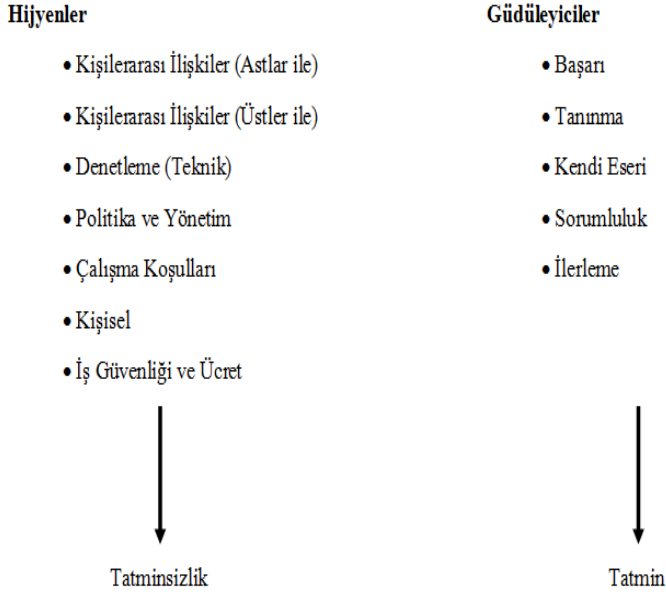 Hijyenler
• Kişilerarası İlişkiler (Astlar ile)
• Kişilerarası İlişkiler (Üstler ile)
• Denetleme (Teknik)
• Politika ve Yönetim
• Çalışma Koşulları
• Kişisel
• İş Güvenliği ve Ücret
Tatminsizlik
Güdüleyiciler
• Başarı
• Tanınma
• Kendi Eseri
• Sorumluluk
• İlerleme
Tatmin